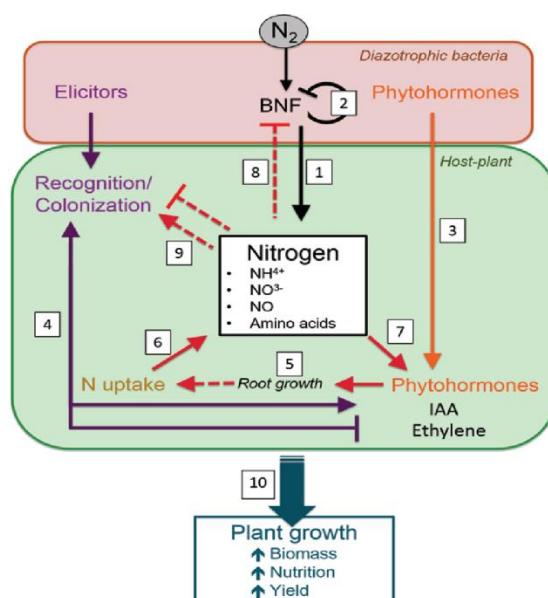 N₂
Diazotrophic bacteria
Elicitors
BNF
2
Phytohormones
8
1
Host-plant
Recognition/
Colonization
9
3
Nitrogen
• NH⁴⁺
• NO³⁻
• NO
• Amino acids
4
6
7
5
N uptake
Root growth
Phytohormones
IAA
Ethylene
10
Plant growth
Biomass
Nutrition
Yield